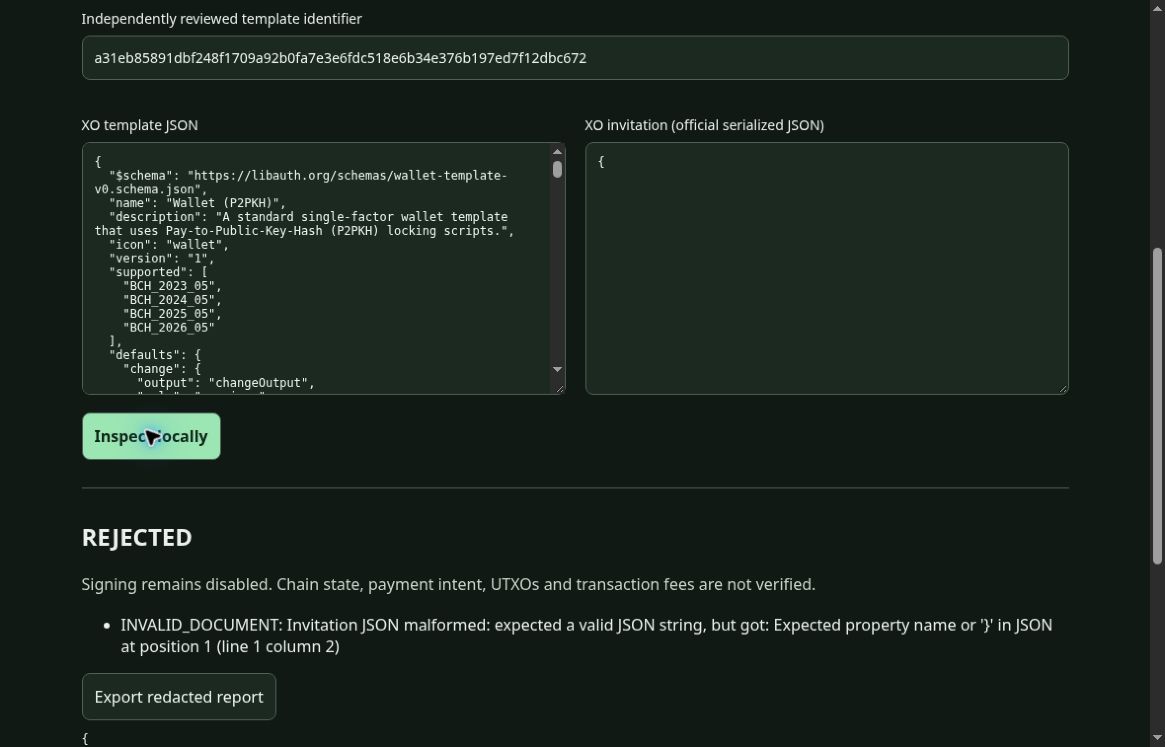 Independently reviewed template identifier
a31eb85891dbf248f1709a92b0fa7e3e6fdc518e6b34e376b197ed7f12dbc672
XO template JSON
{
  "$schema": "https://libauth.org/schemas/wallet-template-
v0.schema.json",
  "name": "Wallet (P2PKH)",
  "description": "A standard single-factor wallet template
that uses Pay-to-Public-Key-Hash (P2PKH) locking scripts.",
  "icon": "wallet",
  "version": "1",
  "supported": [
    "BCH_2023_05",
    "BCH_2024_05",
    "BCH_2025_05",
    "BCH_2026_05"
  ],
  "defaults": {
    "change": {
      "output": "changeOutput",
XO invitation (official serialized JSON)
{
Inspect locally
REJECTED
Signing remains disabled. Chain state, payment intent, UTXOs and transaction fees are not verified.
• INVALID_DOCUMENT: Invitation JSON malformed: expected a valid JSON string, but got: Expected property name or '}' in JSON
at position 1 (line 1 column 2)
Export redacted report
{